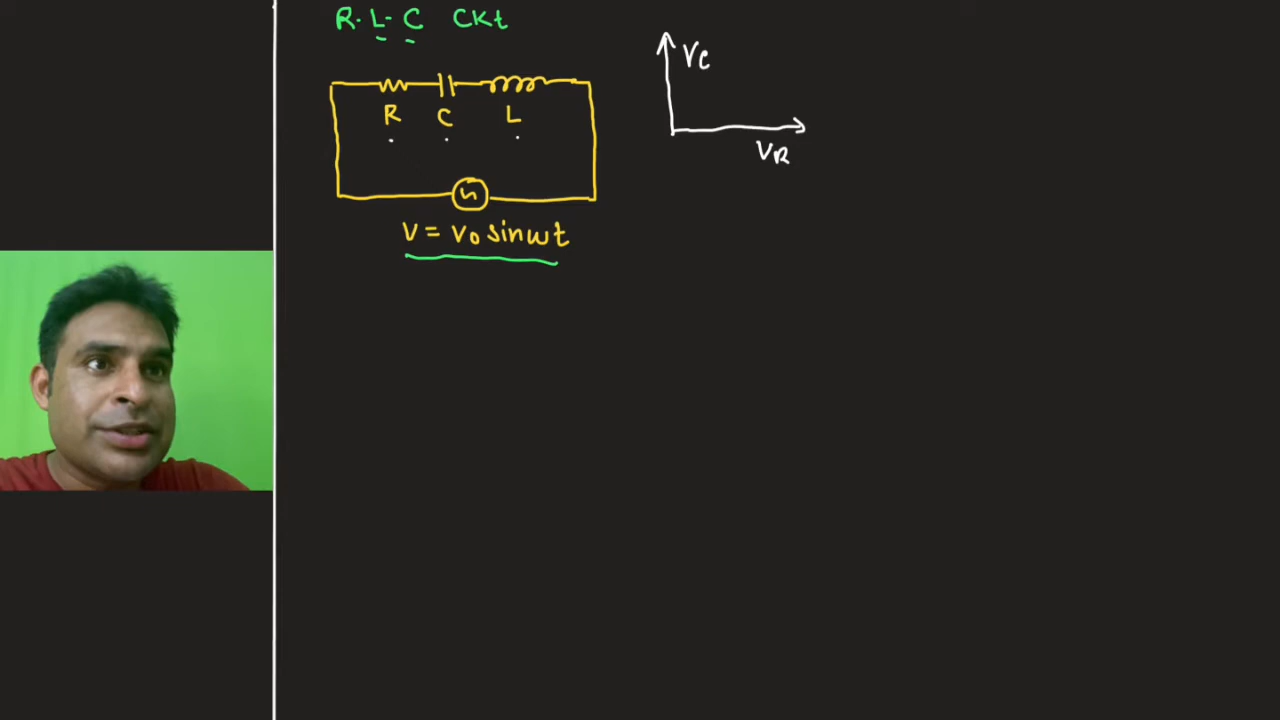 R-L-C CKt
R C L
V = V0 sinωt
VC
VR